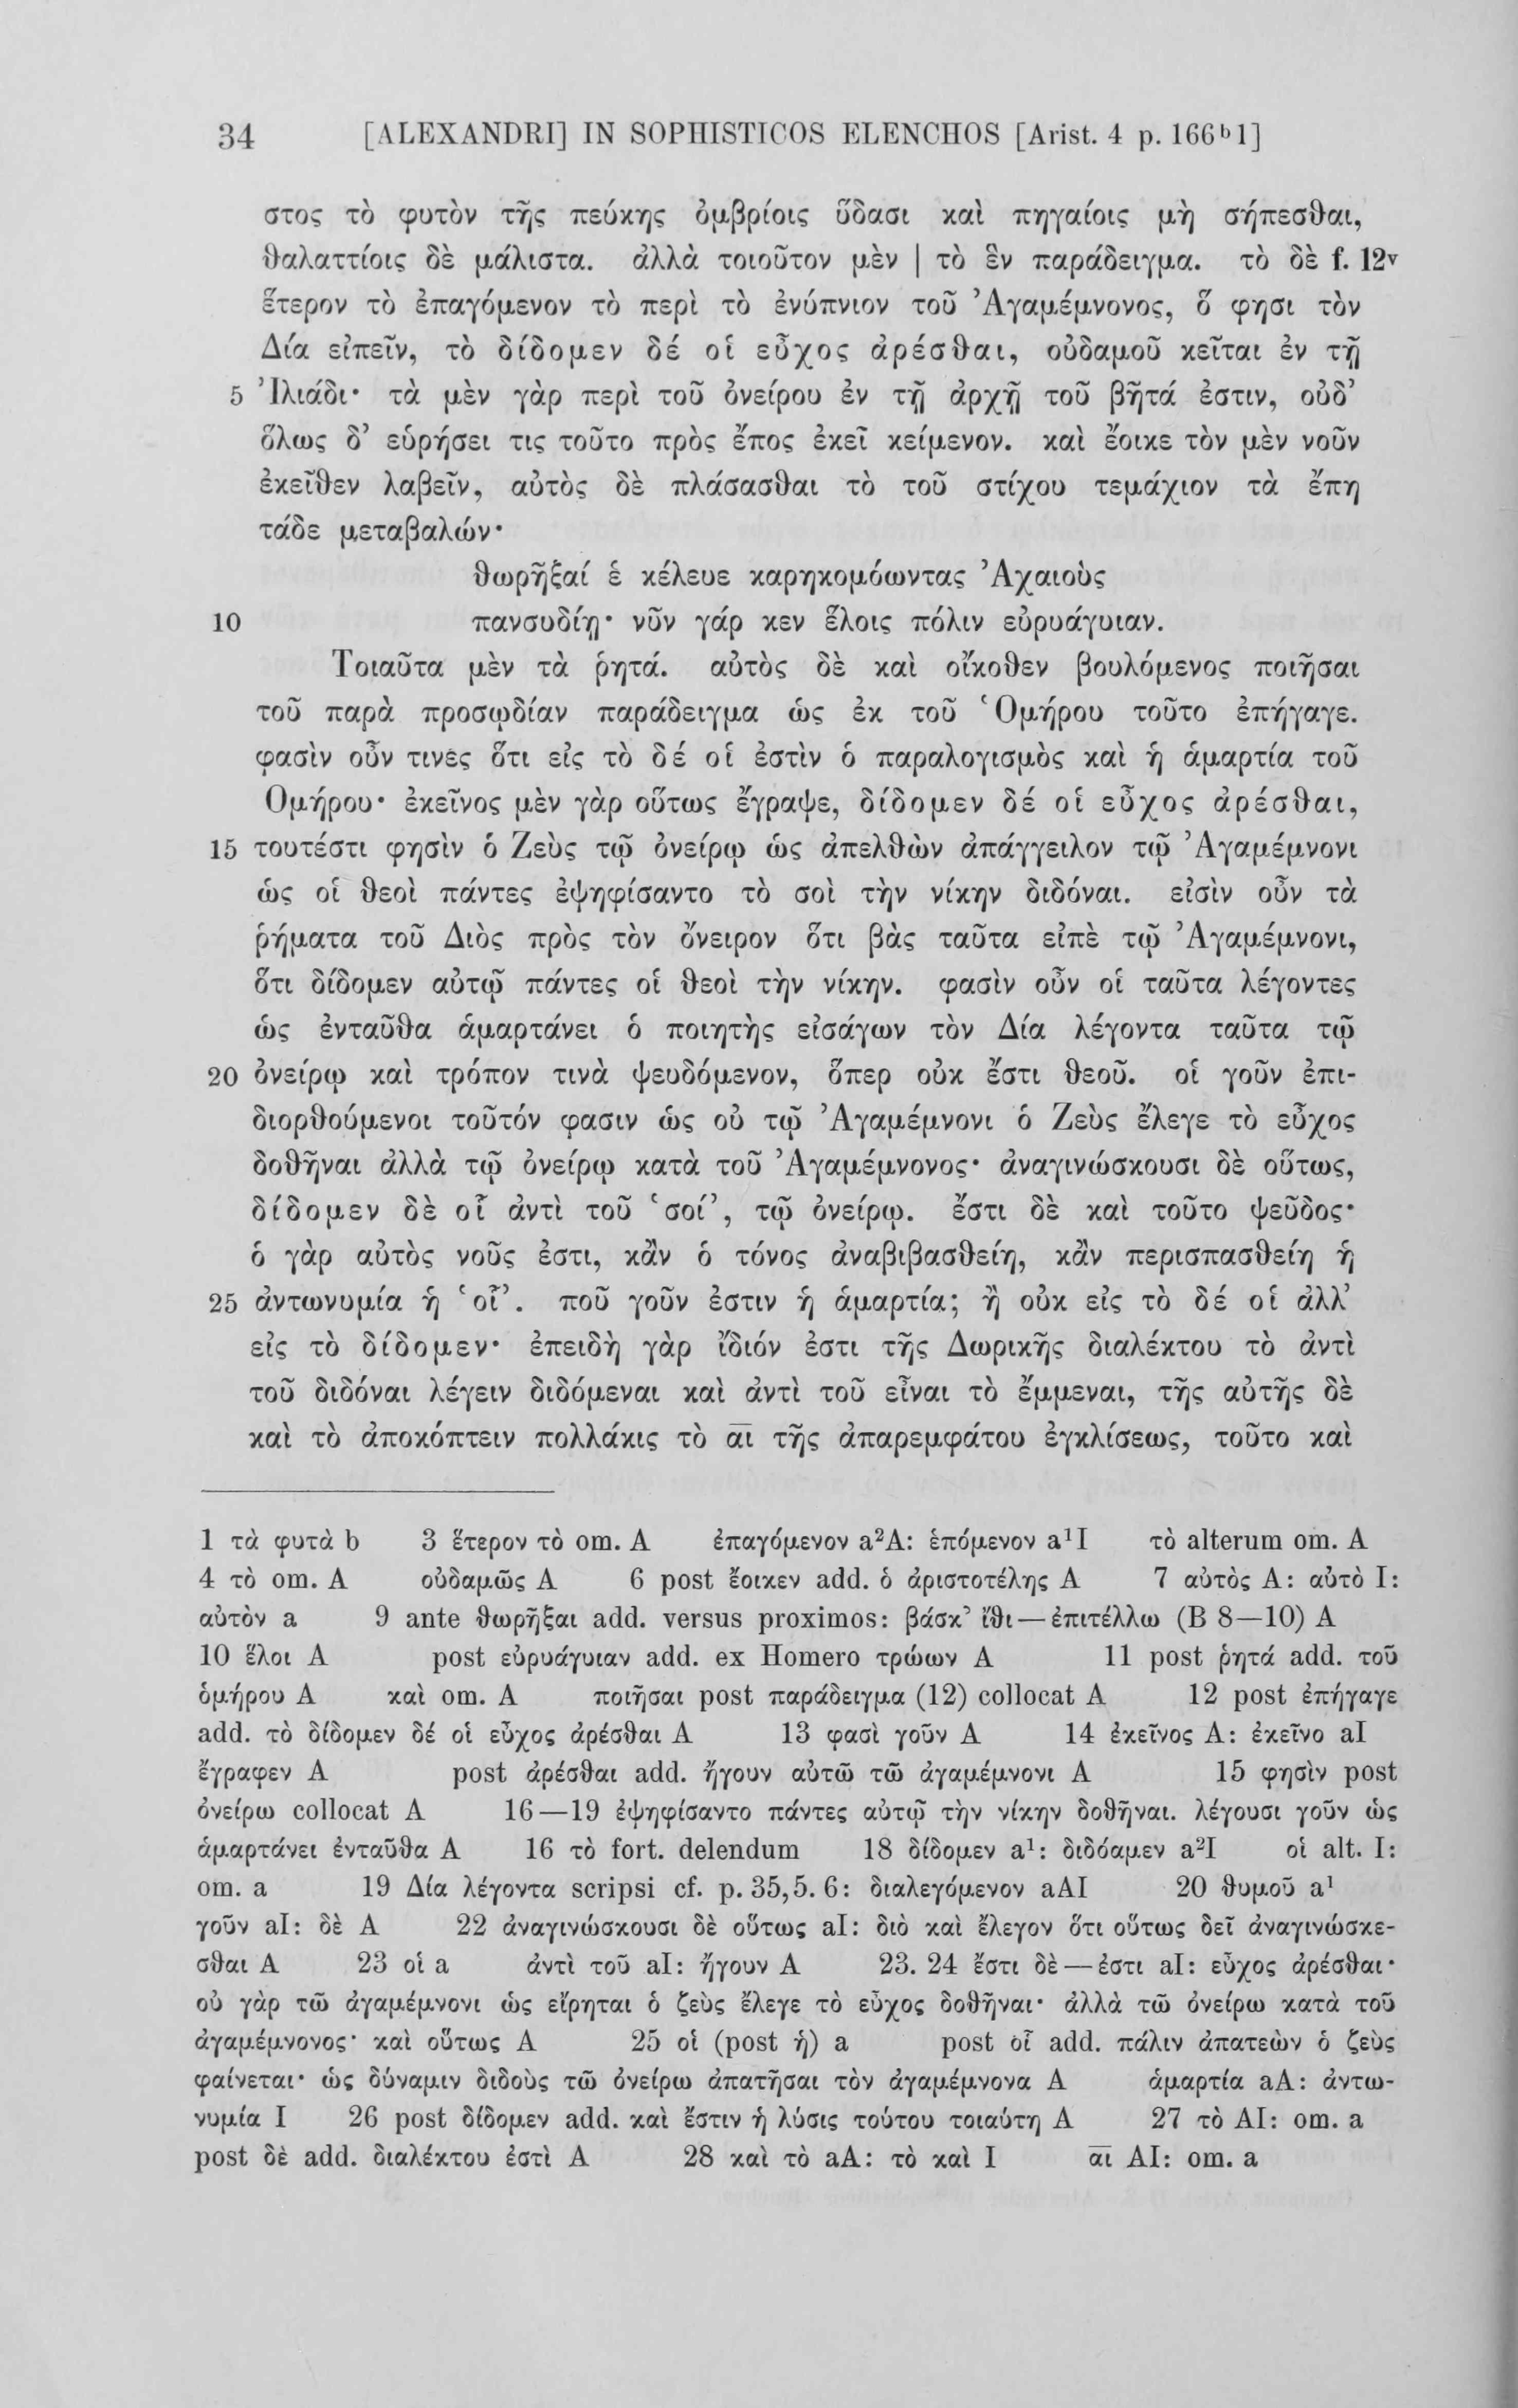 34 [ALEXANDRI] IN SOPHISTICOS ELENCHOS [Arist. 4 p. 166ᵇ1]
στος τὸ φυτὸν τῆς πεύκης ὀμβρίοις ὕδασι καὶ πηγαίοις μὴ σήπεσθαι,
θαλαττίοις δὲ μάλιστα. ἀλλὰ τοιοῦτον μὲν | τὸ ἓν παράδειγμα. τὸ δὲ f. 12ᵛ
ἕτερον τὸ ἐπαγόμενον τὸ περὶ τὸ ἐνύπνιον τοῦ Ἀγαμέμνονος, ὅ φησι τὸν
Δία εἰπεῖν, τὸ δίδομεν δέ οἱ εὖχος ἀρέσθαι, οὐδαμοῦ κεῖται ἐν τῇ
5 Ἰλιάδι· τὰ μὲν γὰρ περὶ τοῦ ὀνείρου ἐν τῇ ἀρχῇ τοῦ βῆτά ἐστιν, οὐδ’
ὅλως δ’ εὑρήσει τις τοῦτο πρὸς ἔπος ἐκεῖ κείμενον. καὶ ἔοικε τὸν μὲν νοῦν
ἐκεῖθεν λαβεῖν, αὐτὸς δὲ πλάσασθαι τὸ τοῦ στίχου τεμάχιον τὰ ἔπη
τάδε μεταβαλών·
θωρῆξαί ἑ κέλευε καρηκομόωντας Ἀχαιοὺς
10 πανσυδίῃ· νῦν γάρ κεν ἕλοις πόλιν εὐρυάγυιαν.
Τοιαῦτα μὲν τὰ ῥητά. αὐτὸς δὲ καὶ οἴκοθεν βουλόμενος ποιῆσαι
τοῦ παρὰ προσῳδίαν παράδειγμα ὡς ἐκ τοῦ Ὁμήρου τοῦτο ἐπήγαγε.
φασὶν οὖν τινες ὅτι εἰς τὸ δέ οἱ ἐστὶν ὁ παραλογισμὸς καὶ ἡ ἁμαρτία τοῦ
Ομήρου· ἐκεῖνος μὲν γὰρ οὕτως ἔγραψε, δίδομεν δέ οἱ εὖχος ἀρέσθαι,
15 τουτέστι φησὶν ὁ Ζεὺς τῷ ὀνείρῳ ὡς ἀπελθὼν ἀπάγγειλον τῷ Ἀγαμέμνονι
ὡς οἱ θεοὶ πάντες ἐψηφίσαντο τὸ σοὶ τὴν νίκην διδόναι. εἰσὶν οὖν τὰ
ῥήματα τοῦ Διὸς πρὸς τὸν ὄνειρον ὅτι βὰς ταῦτα εἰπὲ τῷ Ἀγαμέμνονι,
ὅτι δίδομεν αὐτῷ πάντες οἱ θεοὶ τὴν νίκην. φασὶν οὖν οἱ ταῦτα λέγοντες
ὡς ἐνταῦθα ἁμαρτάνει ὁ ποιητὴς εἰσάγων τὸν Δία λέγοντα ταῦτα τῷ
20 ὀνείρῳ καὶ τρόπον τινὰ ψευδόμενον, ὅπερ οὐκ ἔστι θεοῦ. οἱ γοῦν ἐπι-
διορθούμενοι τοῦτόν φασιν ὡς οὐ τῷ Ἀγαμέμνονι ὁ Ζεὺς ἔλεγε τὸ εὖχος
δοθῆναι ἀλλὰ τῷ ὀνείρῳ κατὰ τοῦ Ἀγαμέμνονος· ἀναγινώσκουσι δὲ οὕτως,
δίδομεν δὲ οἷ ἀντὶ τοῦ ‘σοί’, τῷ ὀνείρῳ. ἔστι δὲ καὶ τοῦτο ψεῦδος·
ὁ γὰρ αὐτὸς νοῦς ἐστι, κἂν ὁ τόνος ἀναβιβασθείη, κἂν περισπασθείη ἡ
25 ἀντωνυμία ἡ ‘οἷ’. ποῦ γοῦν ἐστιν ἡ ἁμαρτία; ἢ οὐκ εἰς τὸ δέ οἱ ἀλλ’
εἰς τὸ δίδομεν· ἐπειδὴ γὰρ ἴδιόν ἐστι τῆς Δωρικῆς διαλέκτου τὸ ἀντὶ
τοῦ διδόναι λέγειν διδόμεναι καὶ ἀντὶ τοῦ εἶναι τὸ ἔμμεναι, τῆς αὐτῆς δὲ
καὶ τὸ ἀποκόπτειν πολλάκις τὸ α̅ι̅ τῆς ἀπαρεμφάτου ἐγκλίσεως, τοῦτο καὶ
1 τὰ φυτὰ b 3 ἕτερον τὸ om. A ἐπαγόμενον a²A: ἑπόμενον a¹I τὸ alterum om. A
4 τὸ om. A οὐδαμῶς A 6 post ἔοικεν add. ὁ ἀριστοτέλης A 7 αὐτὸς A: αὐτὸ I:
αὐτὸν a 9 ante θωρῆξαι add. versus proximos: βάσκ’ ἴθι — ἐπιτέλλω (B 8—10) A
10 ἕλοι A post εὐρυάγυιαν add. ex Homero τρώων A 11 post ῥητά add. τοῦ
ὁμήρου A καὶ om. A ποιῆσαι post παράδειγμα (12) collocat A 12 post ἐπήγαγε
add. τὸ δίδομεν δέ οἱ εὖχος ἀρέσθαι A 13 φασὶ γοῦν A 14 ἐκεῖνος A: ἐκεῖνο aI
ἔγραφεν A post ἀρέσθαι add. ἤγουν αὐτῶ τῶ ἀγαμέμνονι A 15 φησὶν post
ὀνείρω collocat A 16—19 ἐψηφίσαντο πάντες αὐτῷ τὴν νίκην δοθῆναι. λέγουσι γοῦν ὡς
ἁμαρτάνει ἐνταῦθα A 16 τὸ fort. delendum 18 δίδομεν a¹: διδόαμεν a²I οἱ alt. I:
om. a 19 Δία λέγοντα scripsi cf. p. 35,5. 6: διαλεγόμενον aAI 20 θυμοῦ a¹
γοῦν aI: δὲ A 22 ἀναγινώσκουσι δὲ οὕτως aI: διὸ καὶ ἔλεγον ὅτι οὕτως δεῖ ἀναγινώσκε-
σθαι A 23 οἱ a ἀντὶ τοῦ aI: ἤγουν A 23. 24 ἔστι δὲ — ἐστι aI: εὖχος ἀρέσθαι·
οὐ γὰρ τῶ ἀγαμέμνονι ὡς εἴρηται ὁ ζεὺς ἔλεγε τὸ εὖχος δοθῆναι· ἀλλὰ τῶ ὀνείρω κατὰ τοῦ
ἀγαμέμνονος· καὶ οὕτως A 25 οἱ (post ἡ) a post οἷ add. πάλιν ἀπατεὼν ὁ ζεὺς
φαίνεται· ὡς δύναμιν διδοὺς τῶ ὀνείρω ἀπατῆσαι τὸν ἀγαμέμνονα A ἁμαρτία aA: ἀντω-
νυμία I 26 post δίδομεν add. καὶ ἔστιν ἡ λύσις τούτου τοιαύτη A 27 τὸ AI: om. a
post δὲ add. διαλέκτου ἐστὶ A 28 καὶ τὸ aA: τὸ καὶ I α̅ι̅ AI: om. a